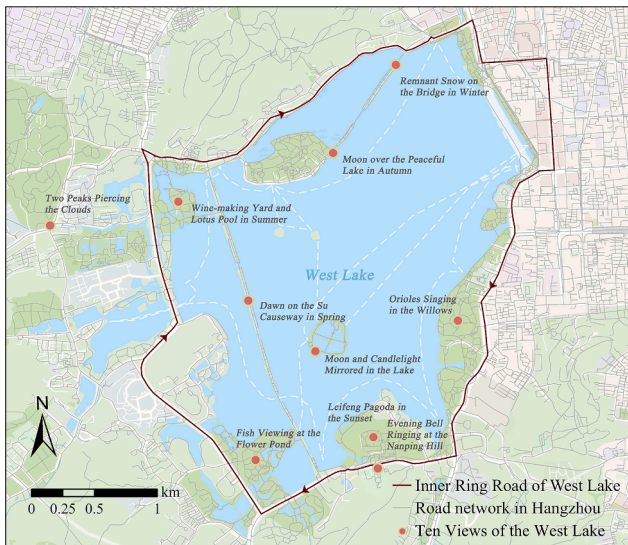 Remnant Snow on
the Bridge in Winter
Moon over the Peaceful
Lake in Autumn
Two Peaks Piercing
the Clouds
Wine-making Yard and
Lotus Pool in Summer
West Lake
Dawn on the Su
Causeway in Spring
Orioles Singing
in the Willows
Moon and Candlelight
Mirrored in the Lake
Leifeng Pagoda in
the Sunset
Evening Bell
Ringing at the
Nanping Hill
Fish Viewing at the
Flower Pond
N
km
0 0.25 0.5 1
Inner Ring Road of West Lake
Road network in Hangzhou
Ten Views of the West Lake